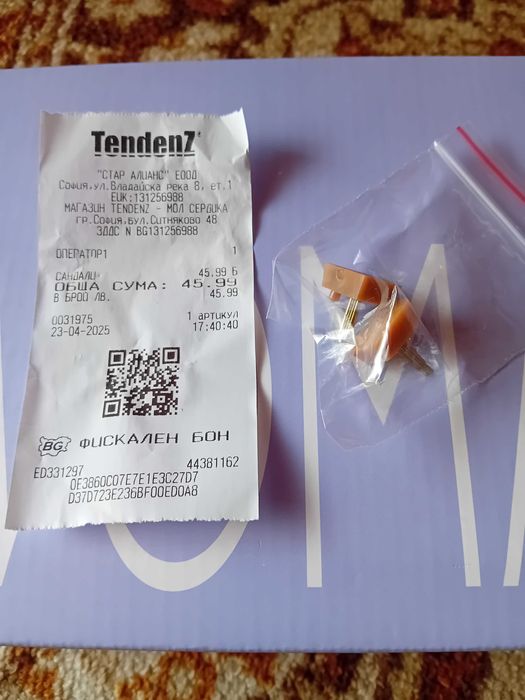 TendenZ
"СТАР АЛИАНС" ЕООД
София,ул.Владайска река 8, ет.1
ЕИК:131256988
МАГАЗИН TENDENZ - МОЛ СЕРДИКА
гр.София,бул.Ситняково 48
ЗДДС N BG131256988
ОПЕРАТОР1 1
САНДАЛИ 45.99 Б
ОБЩА СУМА: 45.99
В БРОЙ ЛВ. 45.99
0031975 1 артикул
23-04-2025 17:40:40
BG ФИСКАЛЕН БОН
ED331297 44381162
0F3860C07E7E1E3C27D7
D37D723E236BF00ED0A8
OM